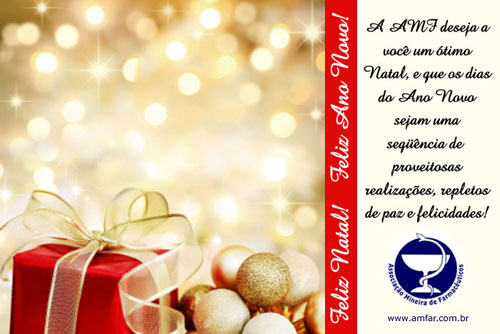 Feliz Natal! Feliz Ano Novo!
A AMF deseja a
você um ótimo
Natal, e que os dias
do Ano Novo
sejam uma
seqüência de
proveitosas
realizações, repletos
de paz e felicidades!
Associação Mineira de Farmacêuticos
www.amfar.com.br